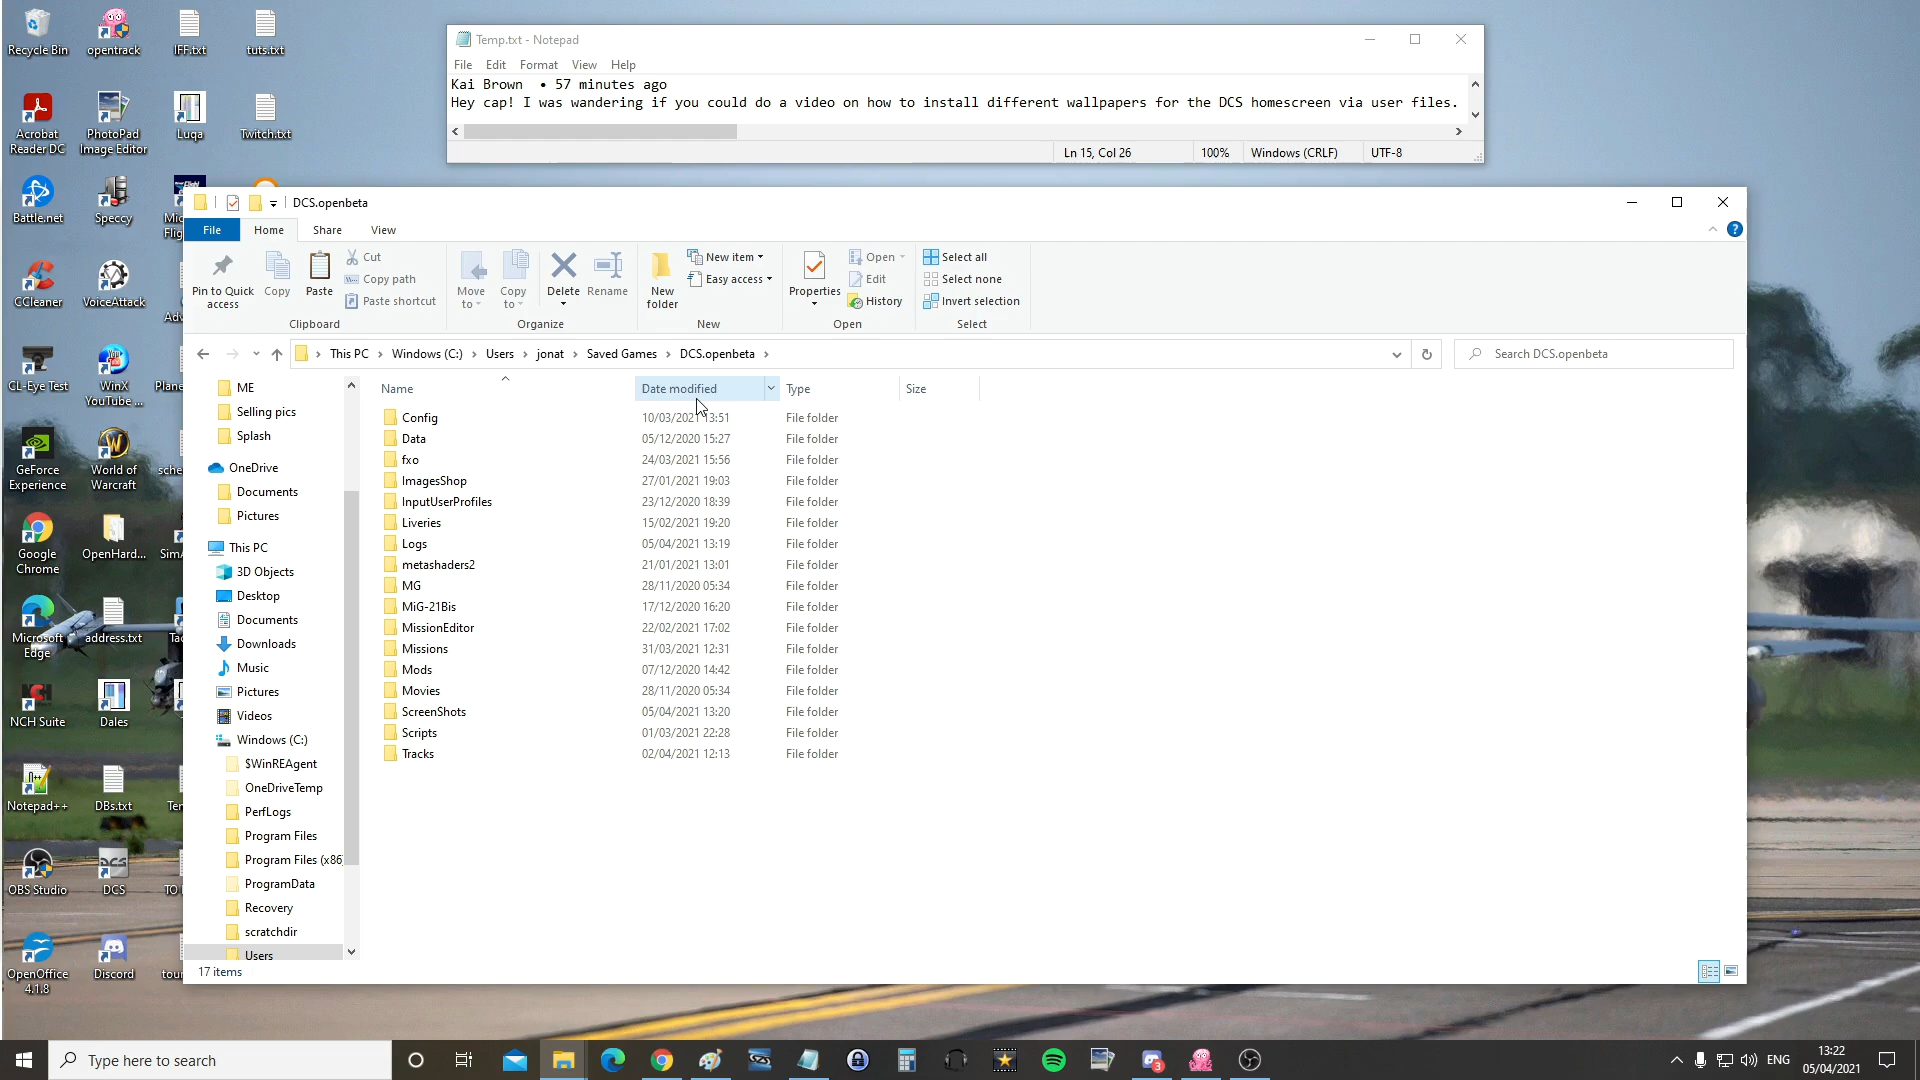 Recycle Bin
opentrack
IFF.txt
tuts.txt
Acrobat Reader DC
PhotoPad Image Editor
Luqa
Twitch.txt
Battle.net
Speccy
CCleaner
VoiceAttack
CL-Eye Test
WinX YouTube ...
GeForce Experience
World of Warcraft
Google Chrome
OpenHard...
Microsoft Edge
address.txt
NCH Suite
Dales
Notepad++
DBs.txt
OBS Studio
DCS
OpenOffice 4.1.8
Discord
Temp.txt - Notepad
File Edit Format View Help
Kai Brown • 57 minutes ago
Hey cap! I was wandering if you could do a video on how to install different wallpapers for the DCS homescreen via user files.
Ln 15, Col 26 100% Windows (CRLF) UTF-8
DCS.openbeta
File Home Share View
Pin to Quick access
Copy
Paste
Cut
Copy path
Paste shortcut
Clipboard
Move to
Copy to
Delete
Rename
Organize
New folder
New item
Easy access
New
Properties
Open
Edit
History
Open
Select all
Select none
Invert selection
Select
This PC > Windows (C:) > Users > jonat > Saved Games > DCS.openbeta >
Search DCS.openbeta
ME
Selling pics
Splash
OneDrive
Documents
Pictures
This PC
3D Objects
Desktop
Documents
Downloads
Music
Pictures
Videos
Windows (C:)
$WinREAgent
OneDriveTemp
PerfLogs
Program Files
Program Files (x86
ProgramData
Recovery
scratchdir
Users
Name Date modified Type Size
Config 10/03/2021 13:51 File folder
Data 05/12/2020 15:27 File folder
fxo 24/03/2021 15:56 File folder
ImagesShop 27/01/2021 19:03 File folder
InputUserProfiles 23/12/2020 18:39 File folder
Liveries 15/02/2021 19:20 File folder
Logs 05/04/2021 13:19 File folder
metashaders2 21/01/2021 13:01 File folder
MG 28/11/2020 05:34 File folder
MiG-21Bis 17/12/2020 16:20 File folder
MissionEditor 22/02/2021 17:02 File folder
Missions 31/03/2021 12:31 File folder
Mods 07/12/2020 14:42 File folder
Movies 28/11/2020 05:34 File folder
ScreenShots 05/04/2021 13:20 File folder
Scripts 01/03/2021 22:28 File folder
Tracks 02/04/2021 12:13 File folder
17 items
Type here to search
3
ENG
13:22
05/04/2021